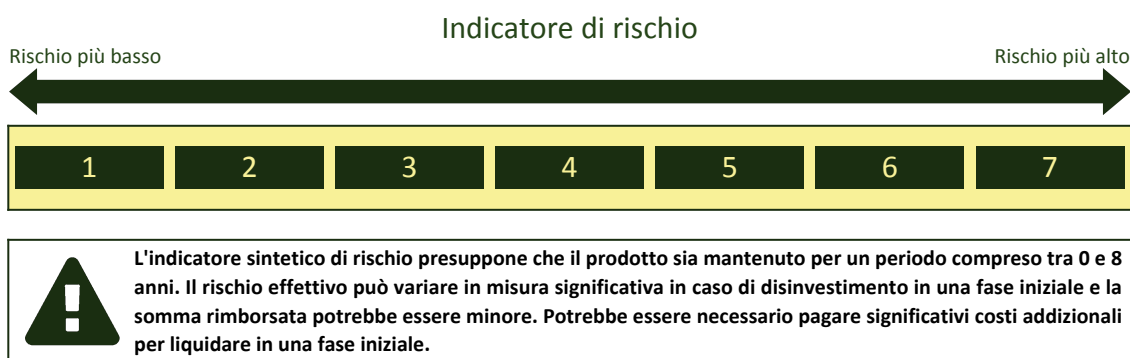 Indicatore di rischio
Rischio più basso
Rischio più alto
1 2 3 4 5 6 7
L'indicatore sintetico di rischio presuppone che il prodotto sia mantenuto per un periodo compreso tra 0 e 8
anni. Il rischio effettivo può variare in misura significativa in caso di disinvestimento in una fase iniziale e la
somma rimborsata potrebbe essere minore. Potrebbe essere necessario pagare significativi costi addizionali
per liquidare in una fase iniziale.